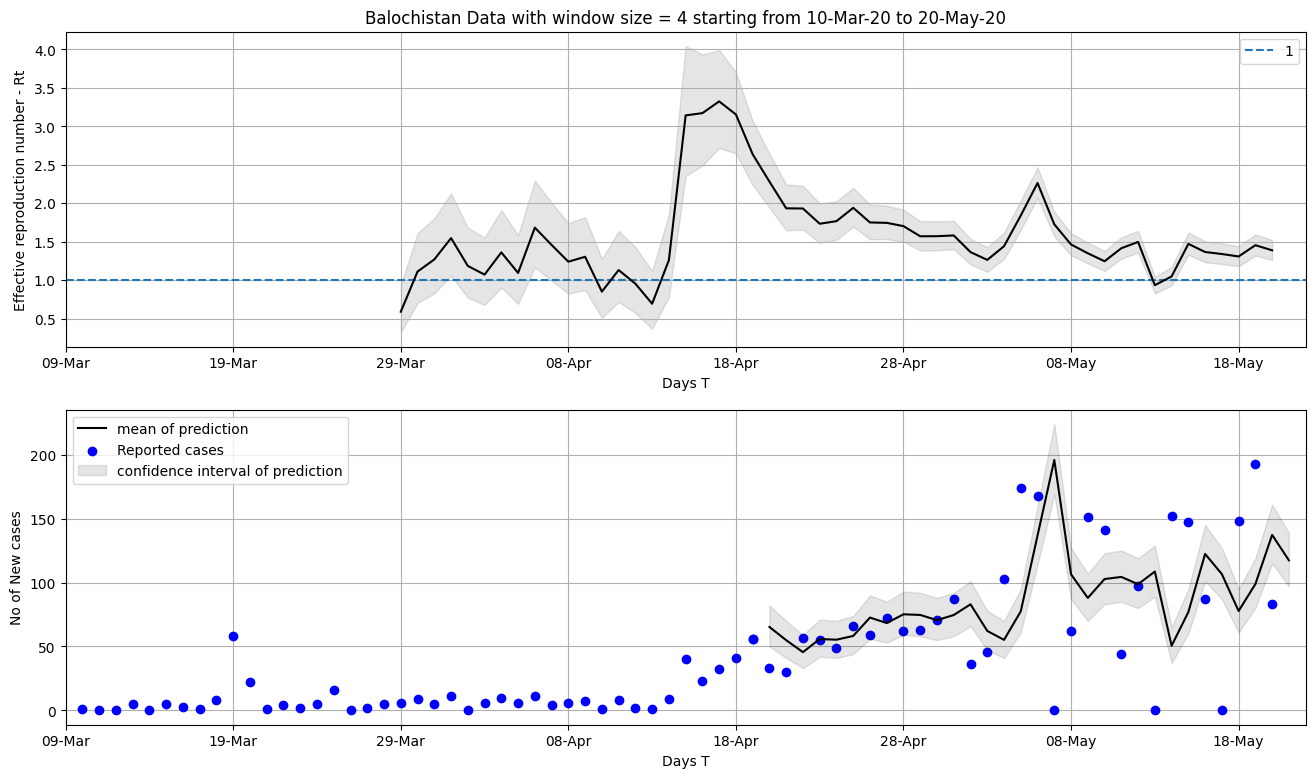 Balochistan Data with window size = 4 starting from 10-Mar-20 to 20-May-20
Effective reproduction number - Rt
4.0
3.5
3.0
2.5
2.0
1.5
1.0
0.5
1
09-Mar 19-Mar 29-Mar 08-Apr 18-Apr 28-Apr 08-May 18-May
Days T
No of New cases
200
150
100
50
0
mean of prediction
Reported cases
confidence interval of prediction
09-Mar 19-Mar 29-Mar 08-Apr 18-Apr 28-Apr 08-May 18-May
Days T